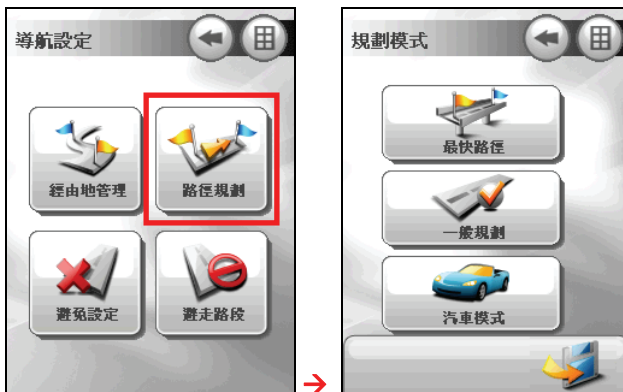 導航設定
經由地管理
路徑規劃
避免設定
避走路段
規劃模式
最快路徑
一般規劃
汽車模式